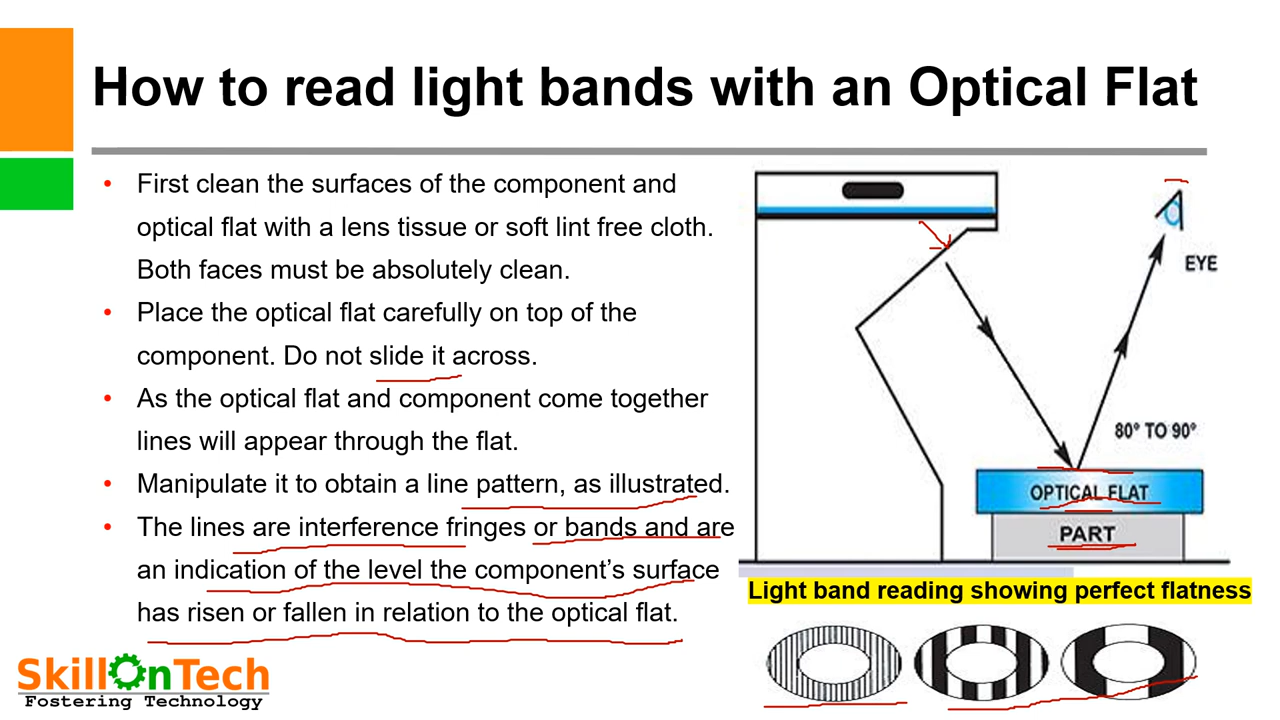 How to read light bands with an Optical Flat
• First clean the surfaces of the component and
optical flat with a lens tissue or soft lint free cloth.
Both faces must be absolutely clean.
• Place the optical flat carefully on top of the
component. Do not slide it across.
• As the optical flat and component come together
lines will appear through the flat.
• Manipulate it to obtain a line pattern, as illustrated.
• The lines are interference fringes or bands and are
an indication of the level the component’s surface
has risen or fallen in relation to the optical flat.
EYE
80° TO 90°
OPTICAL FLAT
PART
Light band reading showing perfect flatness
SkillOnTech
Fostering Technology